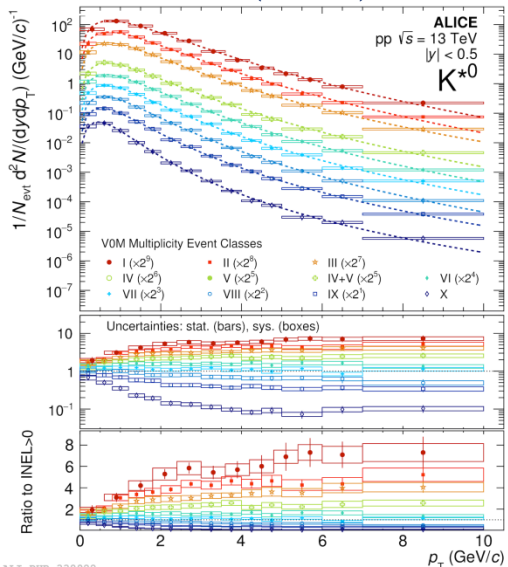 ALICE
pp √s = 13 TeV
|y| < 0.5
K*0
1/Nevt d²N/(dydpT) (GeV/c)⁻¹
10²
10
1
10⁻¹
10⁻²
10⁻³
10⁻⁴
10⁻⁵
10⁻⁶
10⁻⁷
V0M Multiplicity Event Classes
I (×2⁹) II (×2⁸) III (×2⁷)
IV (×2⁶) V (×2⁵) IV+V (×2⁵) VI (×2⁴)
VII (×2³) VIII (×2²) IX (×2¹) X
Uncertainties: stat. (bars), sys. (boxes)
10
1
10⁻¹
Ratio to INEL>0
8
6
4
2
0 2 4 6 8 10
pT (GeV/c)